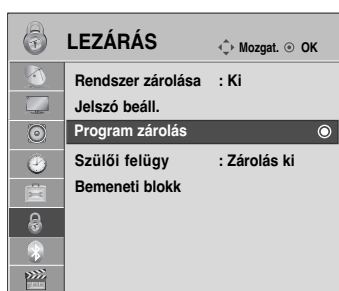 LEZÁRÁS Mozgat. OK
Rendszer zárolása : Ki
Jelszó beáll.
Program zárolás
Szülői felügy : Zárolás ki
Bemeneti blokk